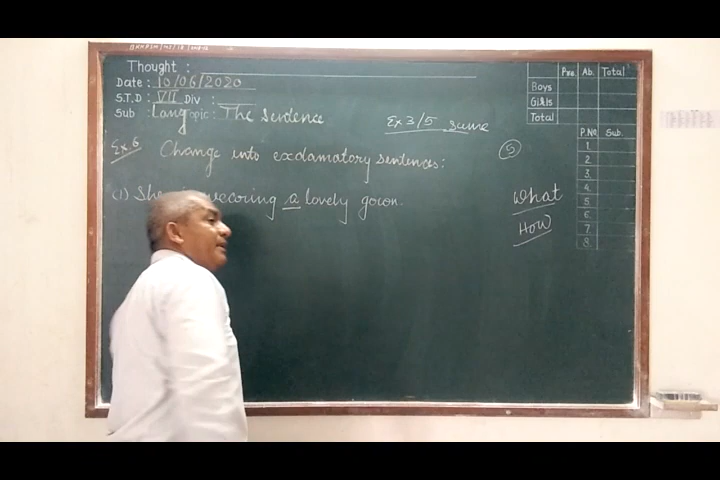 Thought :
Date : 10/06/2020
S.T.D : VII Div :
Sub : Lang Topic : The Sentence
Ex 3/5 same
Ex. 6 Change into exclamatory sentences : (5)
(1) She wearing a lovely gown.
What
How
Pre. Ab. Total
Boys
Girls
Total
P.No. Sub.
1.
2.
3.
4.
5.
6.
7.
8.